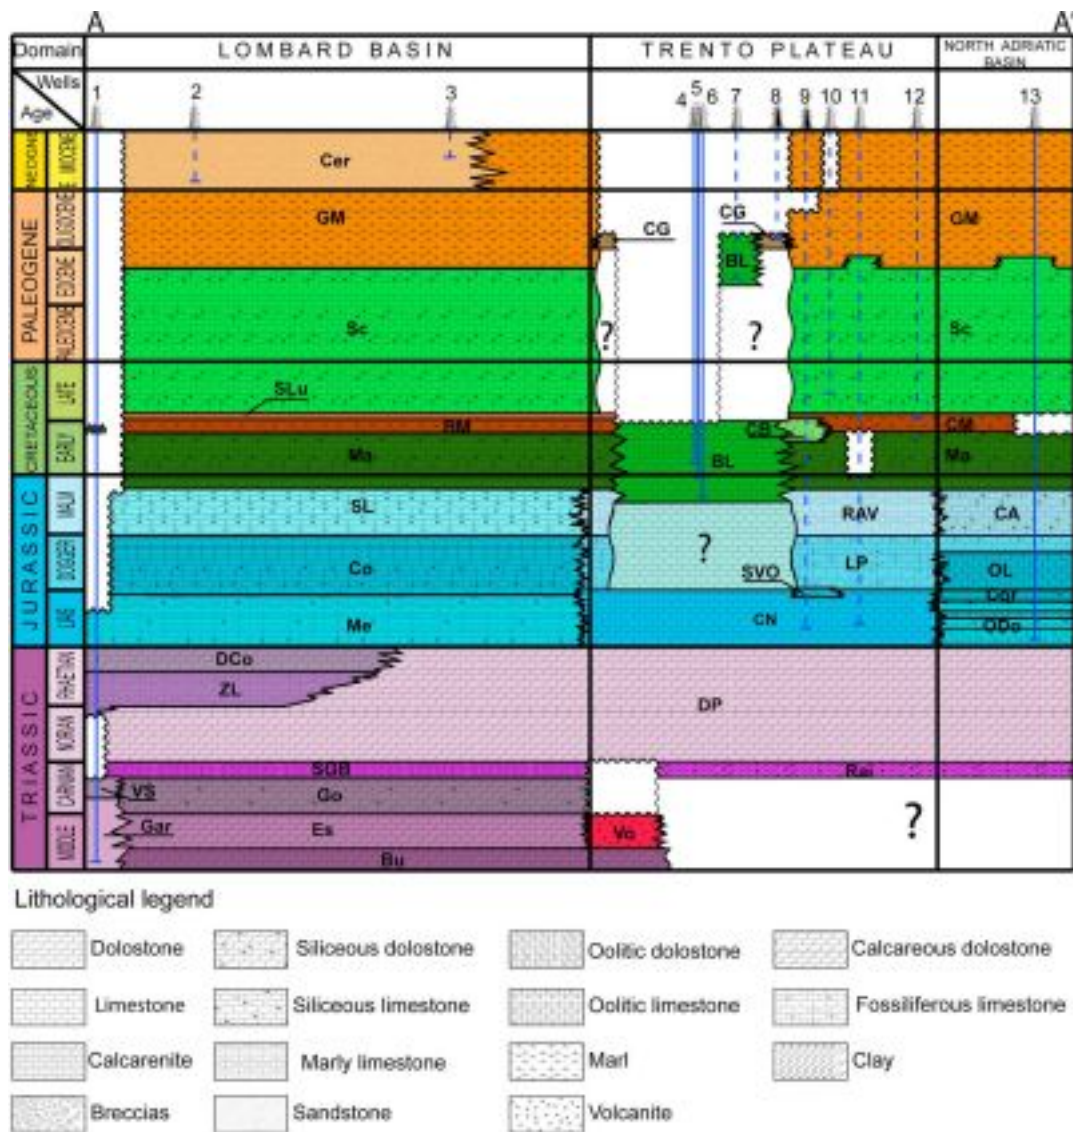 A A'
Domain LOMBARD BASIN TRENTO PLATEAU NORTH ADRIATIC BASIN
Wells
Age
1 2 3 4 5 6 7 8 9 10 11 12 13
NEOGENE
MIOCENE
Cer
PALEOGENE
OLIGOCENE
GM CG CG GM
EOCENE
BL
PALEOCENE
Sc ? ? Sc
CRETACEOUS
LATE
SLu
RM CB CM
EARLY
Ma BL Ma
JURASSIC
MALM
SL RAV CA
DOGGER
Co ? LP OL
SVO
LIAS
Me CN ODo
TRIASSIC
RHAETIAN
DCo
ZL
DP
NORIAN
SGB Rai
CARNIAN
VS Go
MIDDLE
Gar Es Vo ?
Bu
Lithological legend
Dolostone Siliceous dolostone Oolitic dolostone Calcareous dolostone
Limestone Siliceous limestone Oolitic limestone Fossiliferous limestone
Calcarenite Marly limestone Marl Clay
Breccias Sandstone Volcanite